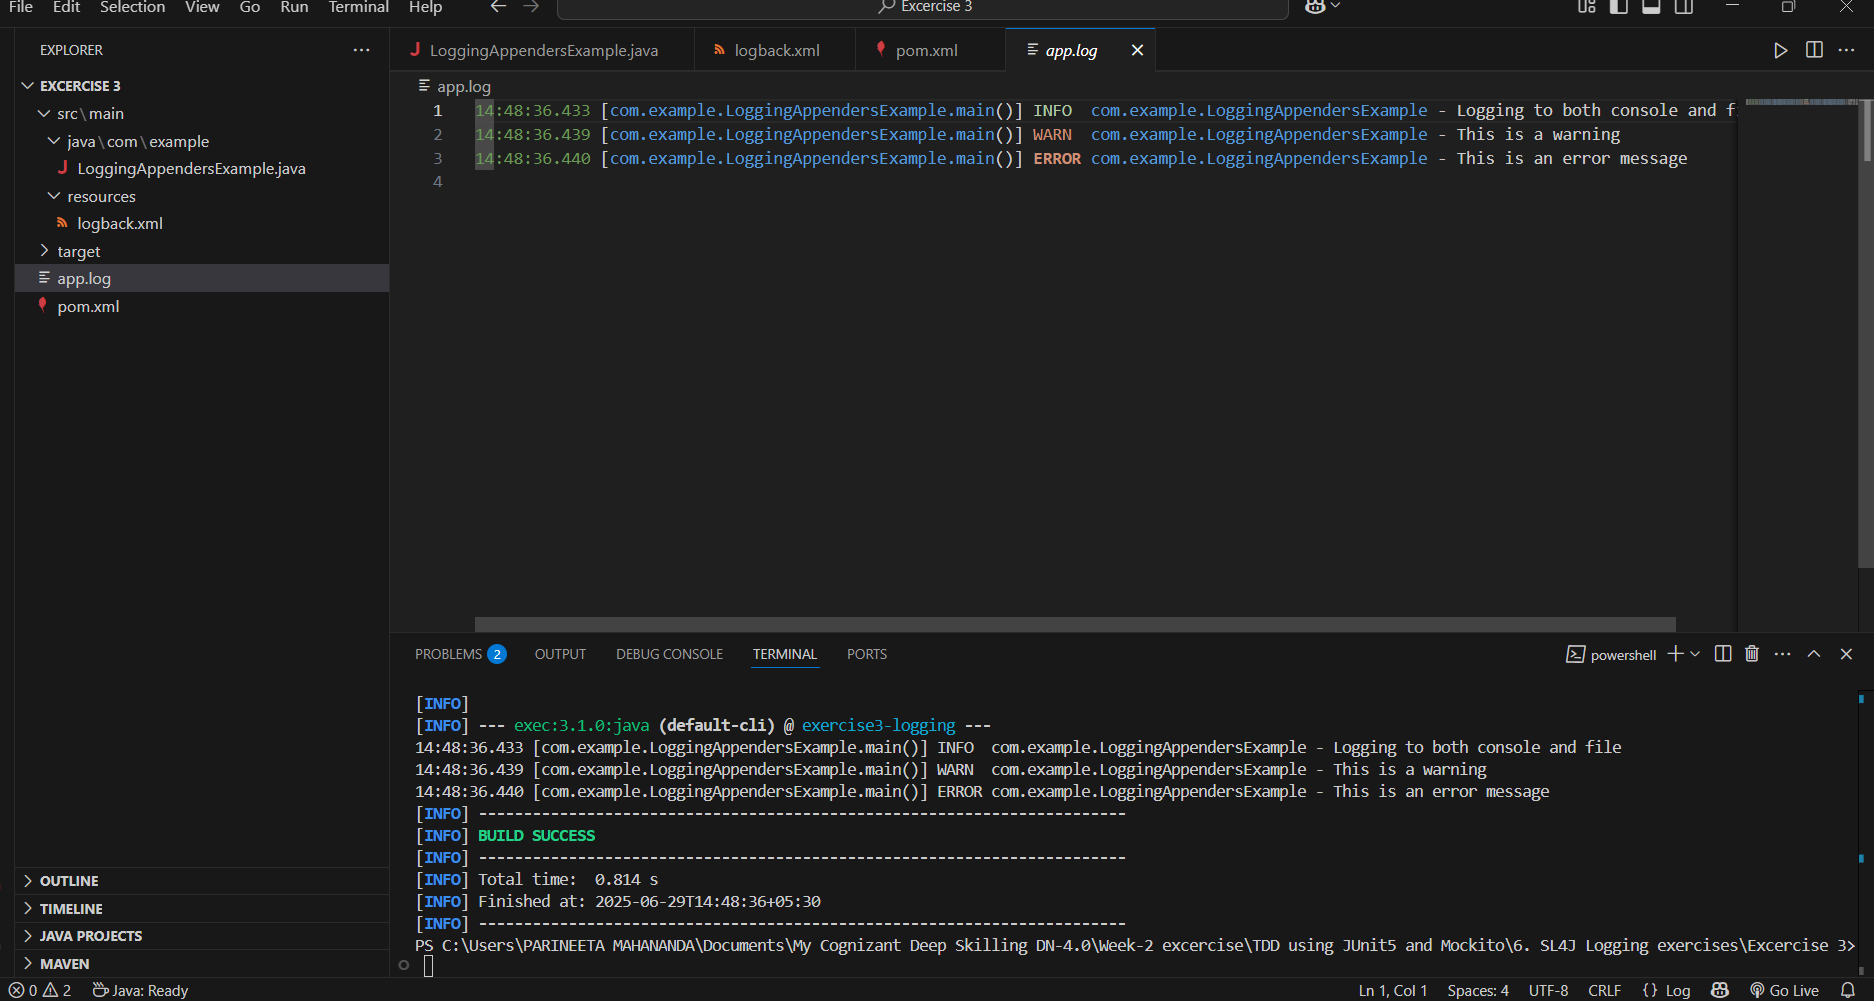 File Edit Selection View Go Run Terminal Help
Excercise 3
EXPLORER
EXCERCISE 3
src\main
java\com\example
LoggingAppendersExample.java
resources
logback.xml
target
app.log
pom.xml
OUTLINE
TIMELINE
JAVA PROJECTS
MAVEN
LoggingAppendersExample.java logback.xml pom.xml app.log
app.log
1 14:48:36.433 [com.example.LoggingAppendersExample.main()] INFO  com.example.LoggingAppendersExample - Logging to both console and fi
2 14:48:36.439 [com.example.LoggingAppendersExample.main()] WARN  com.example.LoggingAppendersExample - This is a warning
3 14:48:36.440 [com.example.LoggingAppendersExample.main()] ERROR com.example.LoggingAppendersExample - This is an error message
4
PROBLEMS 2 OUTPUT DEBUG CONSOLE TERMINAL PORTS
powershell
[INFO]
[INFO] --- exec:3.1.0:java (default-cli) @ exercise3-logging ---
14:48:36.433 [com.example.LoggingAppendersExample.main()] INFO  com.example.LoggingAppendersExample - Logging to both console and file
14:48:36.439 [com.example.LoggingAppendersExample.main()] WARN  com.example.LoggingAppendersExample - This is a warning
14:48:36.440 [com.example.LoggingAppendersExample.main()] ERROR com.example.LoggingAppendersExample - This is an error message
[INFO] ------------------------------------------------------------------------
[INFO] BUILD SUCCESS
[INFO] ------------------------------------------------------------------------
[INFO] Total time:  0.814 s
[INFO] Finished at: 2025-06-29T14:48:36+05:30
[INFO] ------------------------------------------------------------------------
PS C:\Users\PARINEETA MAHANANDA\Documents\My Cognizant Deep Skilling DN-4.0\Week-2 excercise\TDD using JUnit5 and Mockito\6. SL4J Logging exercises\Excercise 3>
0 2 Java: Ready Ln 1, Col 1 Spaces: 4 UTF-8 CRLF {} Log Go Live